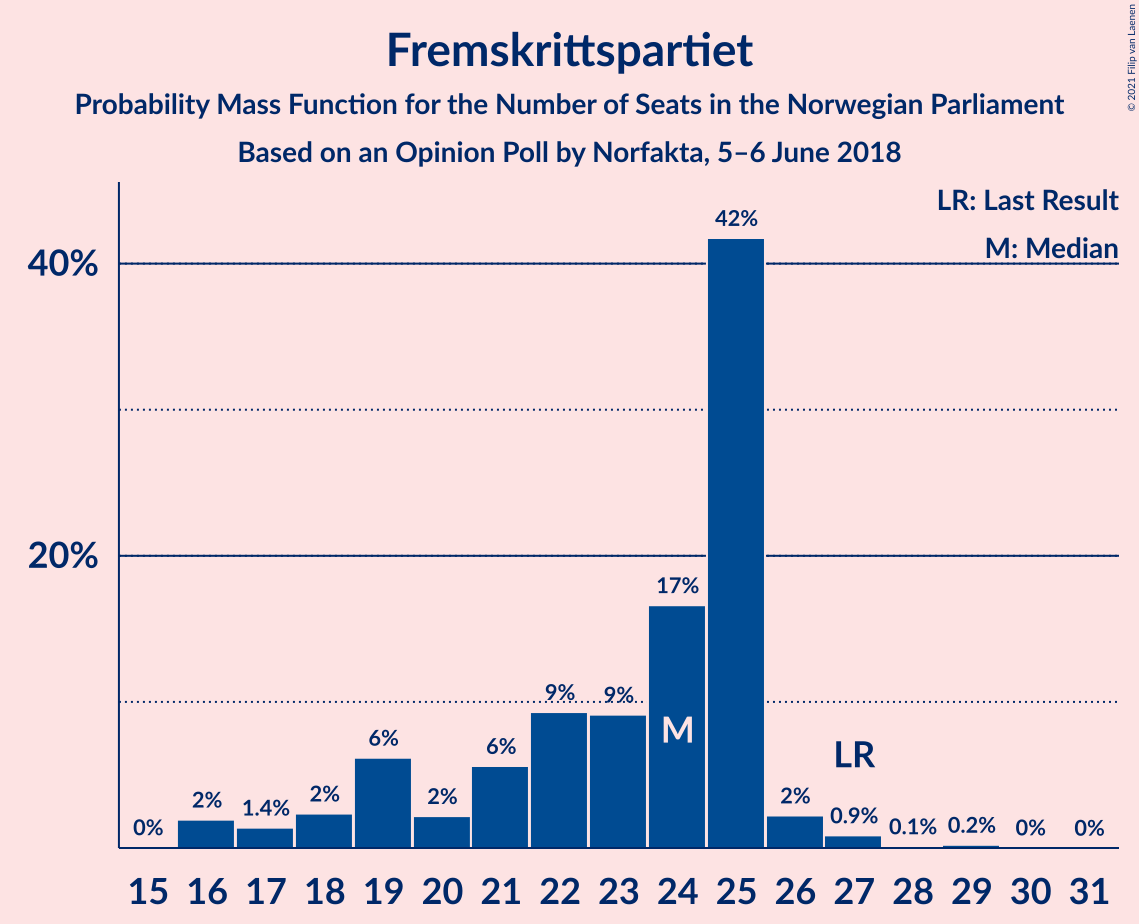 Fremskrittspartiet
Probability Mass Function for the Number of Seats in the Norwegian Parliament
Based on an Opinion Poll by Norfakta, 5–6 June 2018
© 2021 Filip van Laenen
LR: Last Result
M: Median
40%
20%
0% 2% 1.4% 2% 6% 2% 6% 9% 9% 17% 42% 2% 0.9% 0.1% 0.2% 0% 0%
M
LR
15 16 17 18 19 20 21 22 23 24 25 26 27 28 29 30 31